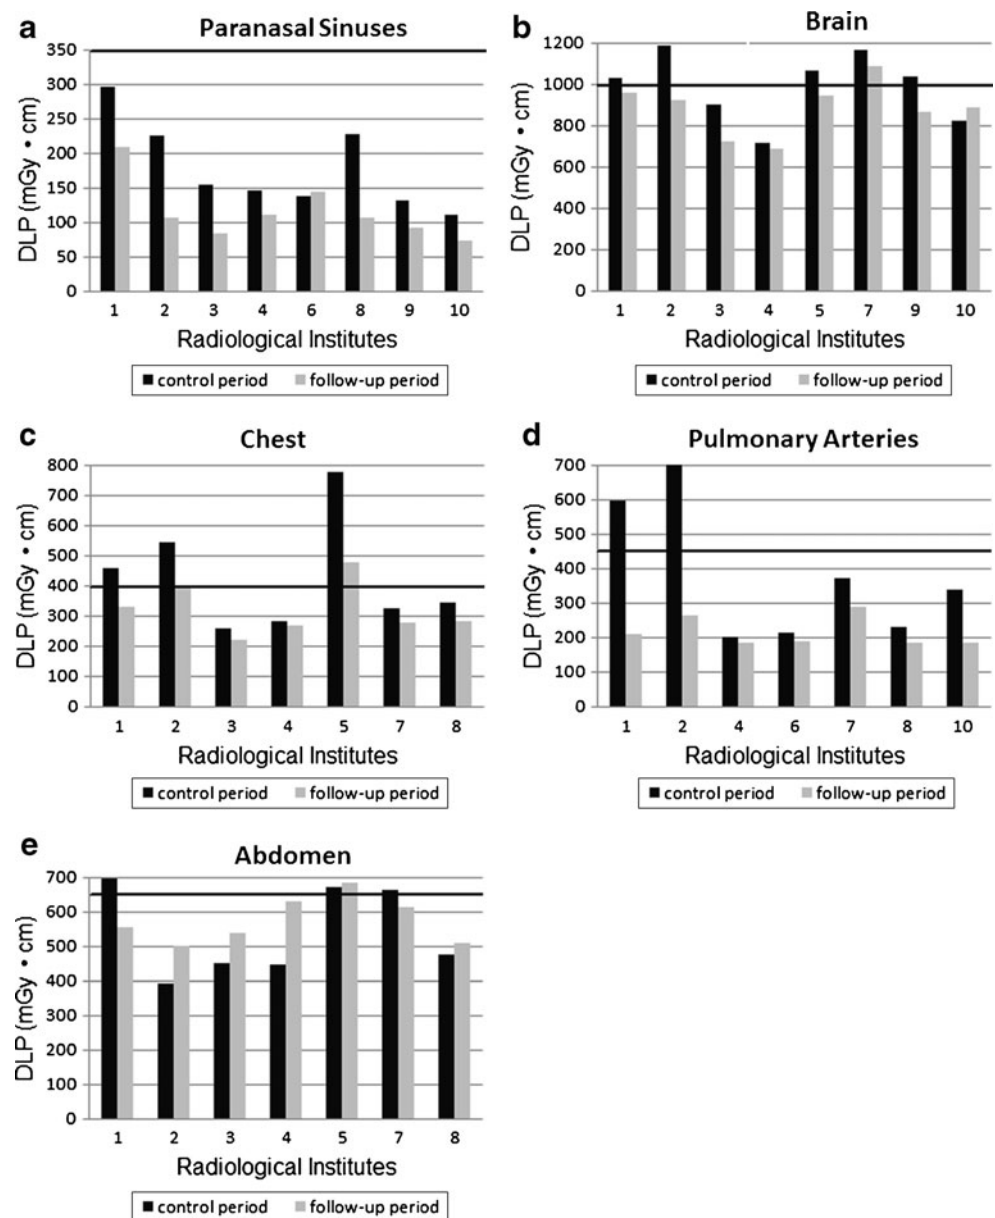 a
Paranasal Sinuses
350
300
250
200
150
100
50
0
DLP (mGy • cm)
1 2 3 4 6 8 9 10
Radiological Institutes
control period follow-up period
b
Brain
1200
1000
800
600
400
200
0
DLP (mGy • cm)
1 2 3 4 5 7 9 10
Radiological Institutes
control period follow-up period
c
Chest
800
700
600
500
400
300
200
100
0
DLP (mGy • cm)
1 2 3 4 5 7 8
Radiological Institutes
control period follow-up period
d
Pulmonary Arteries
700
600
500
400
300
200
100
0
DLP (mGy • cm)
1 2 4 6 7 8 10
Radiological Institutes
control period follow-up period
e
Abdomen
700
600
500
400
300
200
100
0
DLP (mGy • cm)
1 2 3 4 5 7 8
Radiological Institutes
control period follow-up period